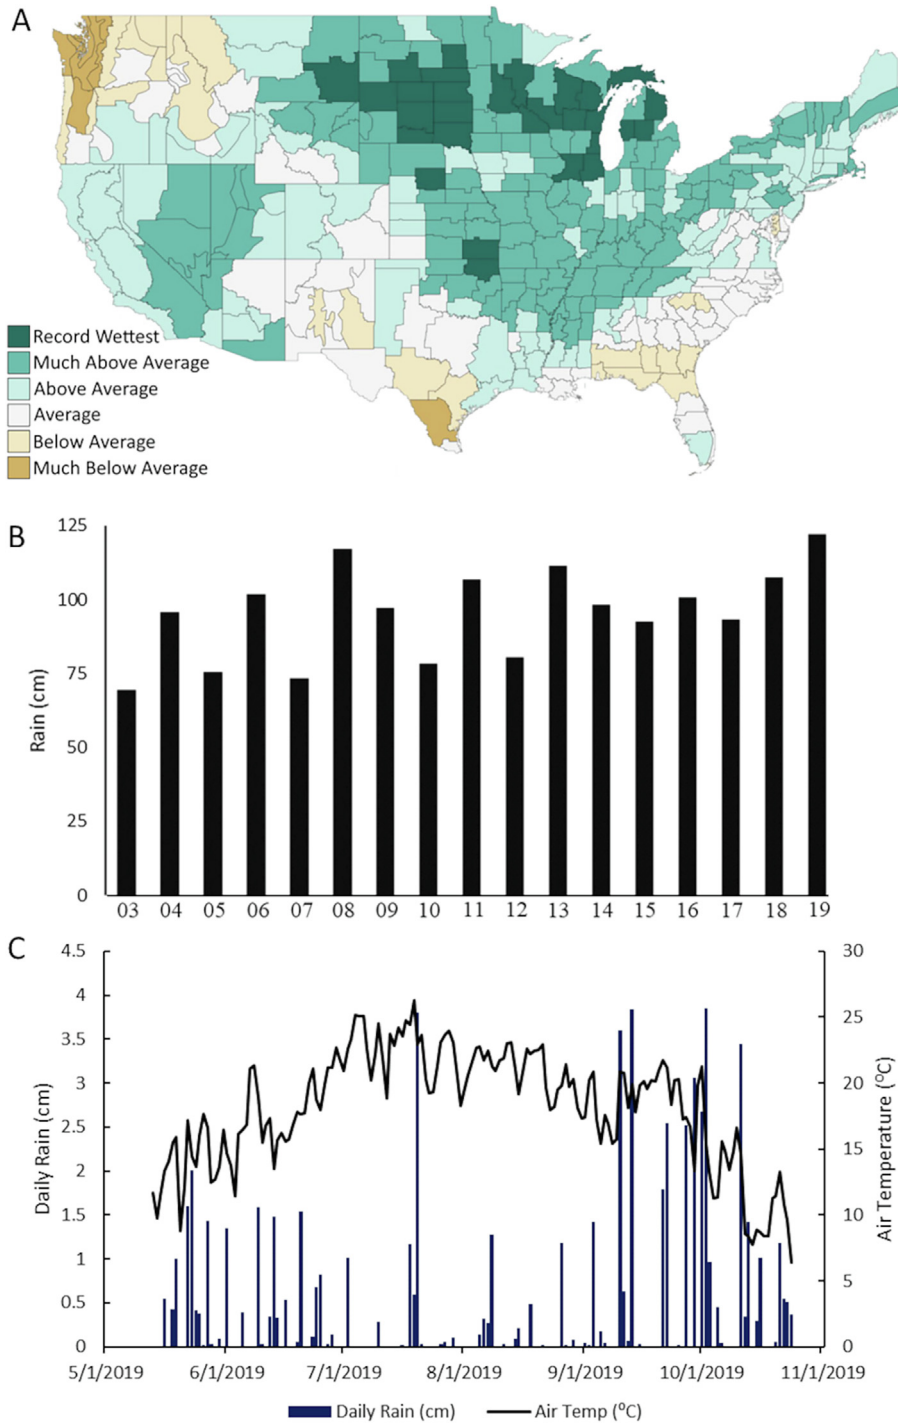 A
Record Wettest
Much Above Average
Above Average
Average
Below Average
Much Below Average
B
Rain (cm)
125
100
75
50
25
0
03 04 05 06 07 08 09 10 11 12 13 14 15 16 17 18 19
C
Daily Rain (cm)
4.5
4
3.5
3
2.5
2
1.5
1
0.5
0
30
25
20
15
10
5
0
Air Temperature (⁰C)
5/1/2019 6/1/2019 7/1/2019 8/1/2019 9/1/2019 10/1/2019 11/1/2019
Daily Rain (cm) Air Temp (⁰C)